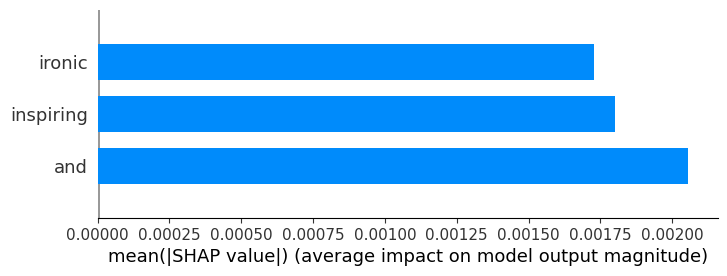 ironic
inspiring
and
0.00000 0.00025 0.00050 0.00075 0.00100 0.00125 0.00150 0.00175 0.00200
mean(|SHAP value|) (average impact on model output magnitude)